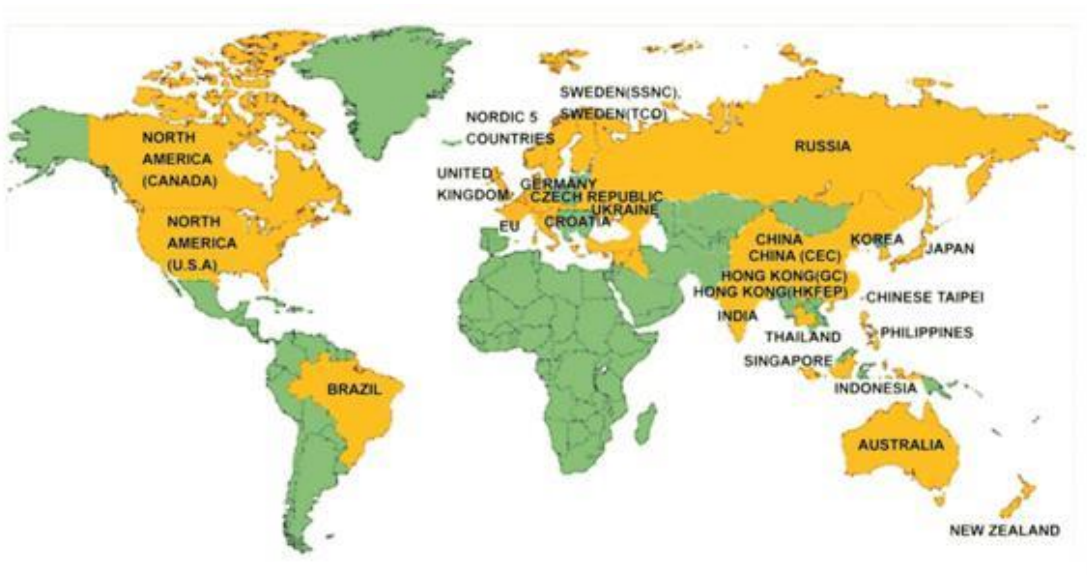 SWEDEN(SSNC),
SWEDEN(TCO)
NORDIC 5
COUNTRIES
NORTH
AMERICA
(CANADA)
RUSSIA
UNITED
KINGDOM
GERMANY
CZECH REPUBLIC
UKRAINE
CROATIA
EU
NORTH
AMERICA
(U.S.A)
CHINA
CHINA (CEC)
KOREA
JAPAN
HONG KONG(GC)
HONG KONG(HKFEP)
CHINESE TAIPEI
INDIA
THAILAND
PHILIPPINES
SINGAPORE
INDONESIA
BRAZIL
AUSTRALIA
NEW ZEALAND